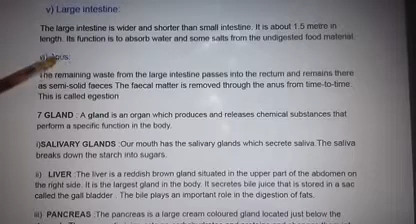 v) Large intestine:
The large intestine is wider and shorter than small intestine. It is about 1.5 metre in
length. Its function is to absorb water and some salts from the undigested food material.
The remaining waste from the large intestine passes into the rectum and remains there
as semi-solid faeces The faecal matter is removed through the anus from time-to-time.
This is called egestion
7 GLAND : A gland is an organ which produces and releases chemical substances that
perform a specific function in the body.
i)SALIVARY GLANDS :Our mouth has the salivary glands which secrete saliva.The saliva
breaks down the starch into sugars.
ii) LIVER :The liver is a reddish brown gland situated in the upper part of the abdomen on
the right side. It is the largest gland in the body. It secretes bile juice that is stored in a sac
called the gall bladder . The bile plays an important role in the digestion of fats.
iii) PANCREAS :The pancreas is a large cream coloured gland located just below the